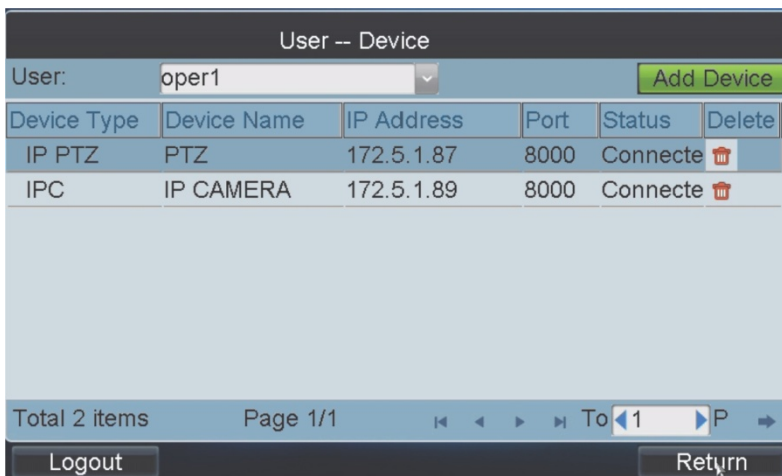 User -- Device
User: oper1 Add Device
Device Type Device Name IP Address Port Status Delete
IP PTZ PTZ 172.5.1.87 8000 Connecte
IPC IP CAMERA 172.5.1.89 8000 Connecte
Total 2 items Page 1/1 To 1 P
Logout Return